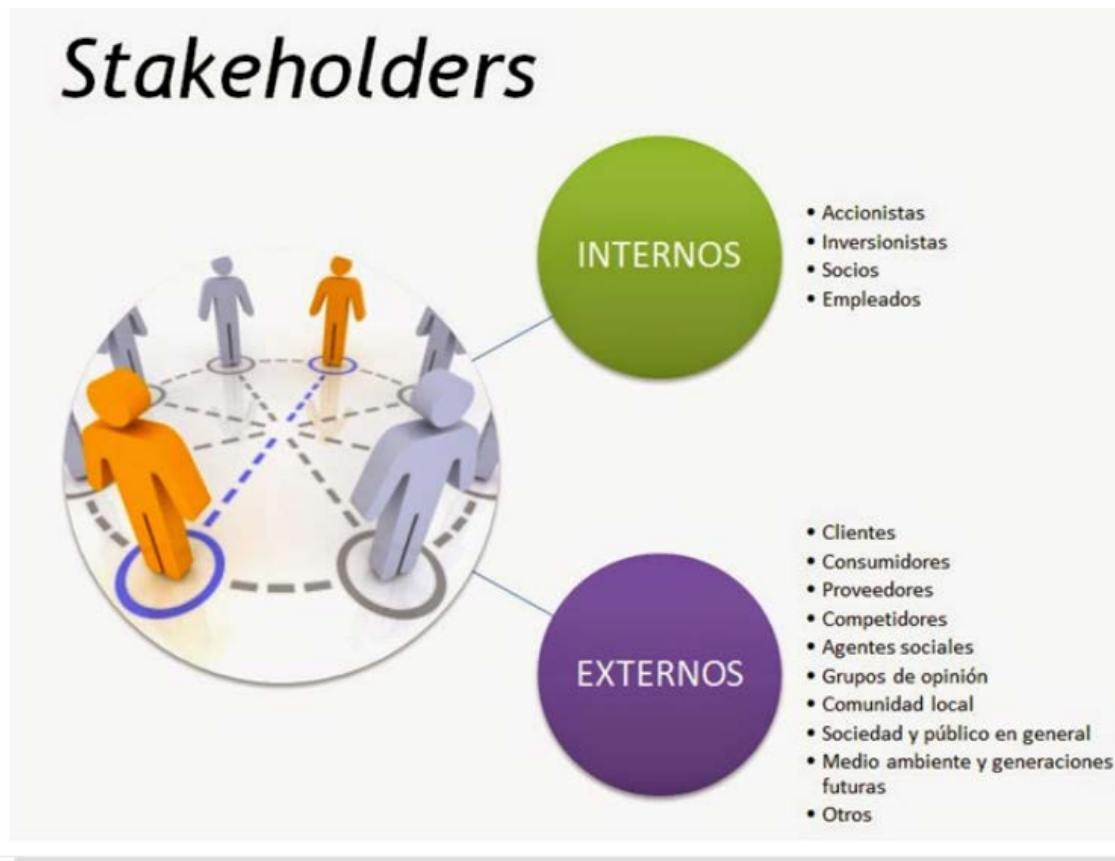 Stakeholders
INTERNOS
• Accionistas
• Inversionistas
• Socios
• Empleados
EXTERNOS
• Clientes
• Consumidores
• Proveedores
• Competidores
• Agentes sociales
• Grupos de opinión
• Comunidad local
• Sociedad y público en general
• Medio ambiente y generaciones
futuras
• Otros